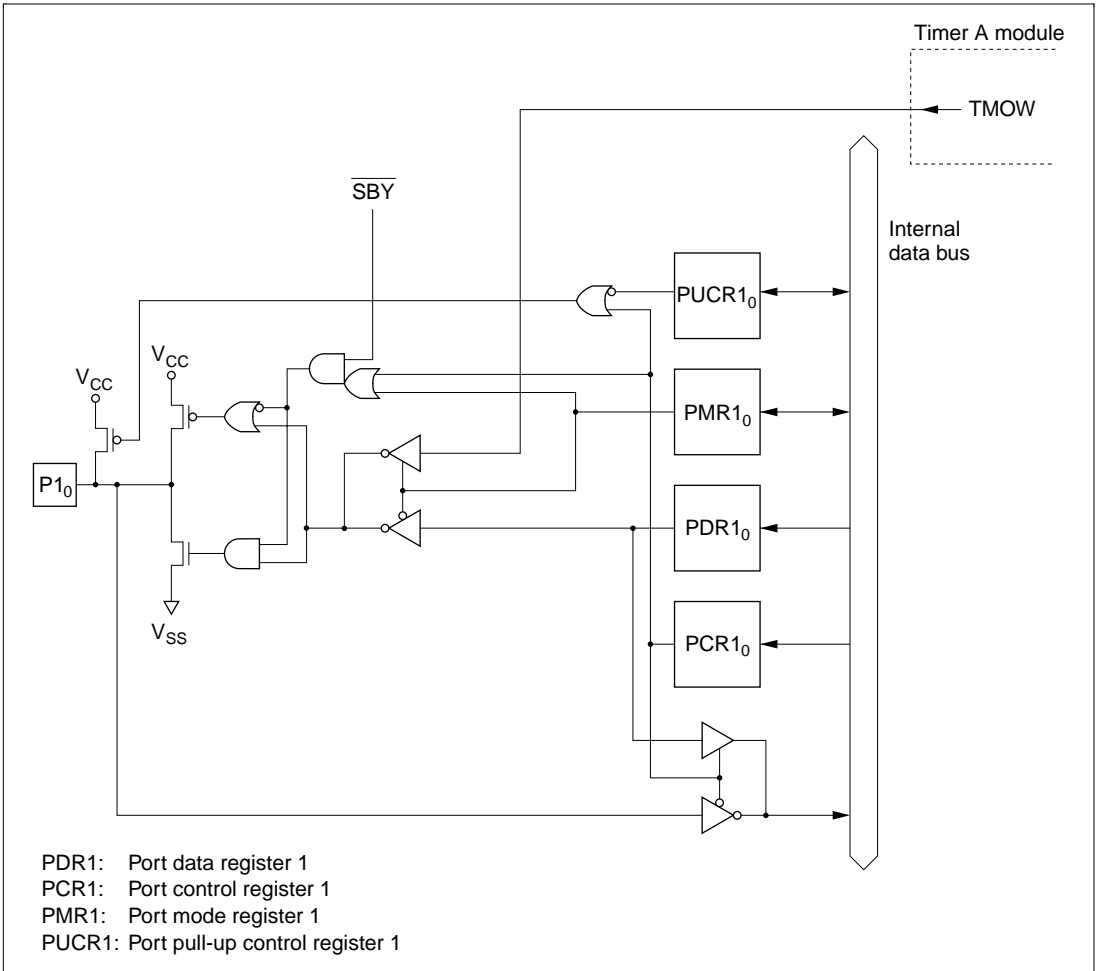 Timer A module
TMOW
S̅B̅Y̅
Internal
data bus
PUCR1₀
V_CC
V_CC
PMR1₀
P1₀
PDR1₀
V_SS
PCR1₀
PDR1: Port data register 1
PCR1: Port control register 1
PMR1: Port mode register 1
PUCR1: Port pull-up control register 1